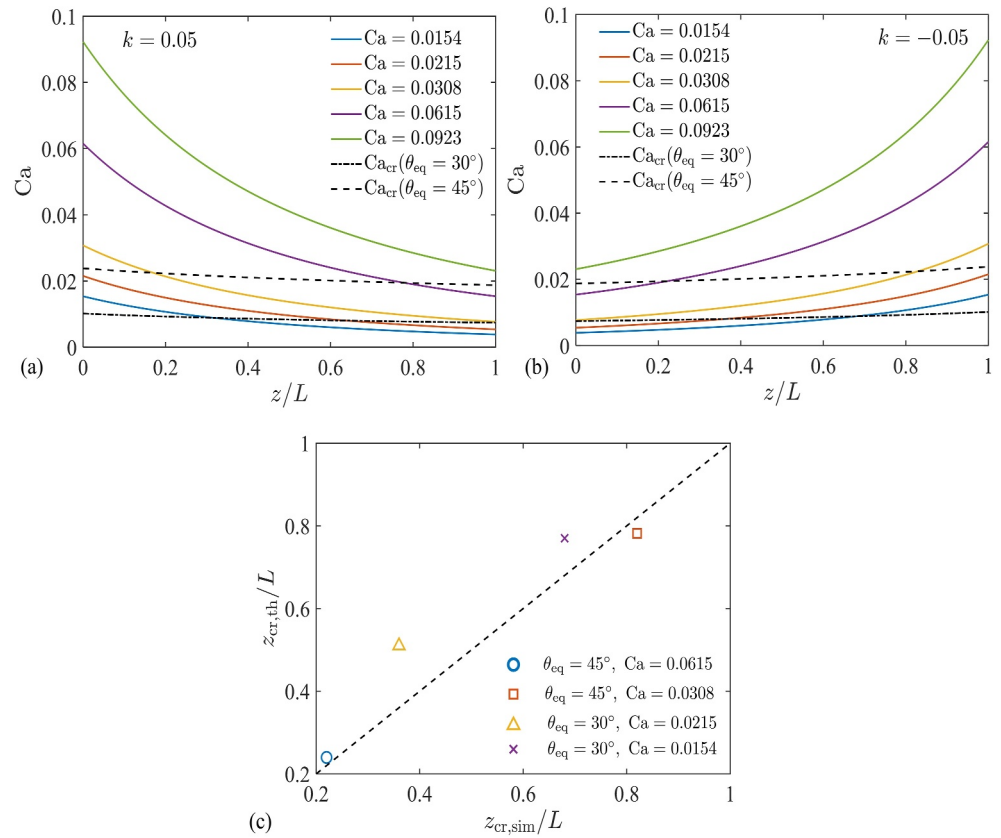 0.1
0.08
0.06
0.04
0.02
0
Ca
k = 0.05
Ca = 0.0154
Ca = 0.0215
Ca = 0.0308
Ca = 0.0615
Ca = 0.0923
Ca_cr(θ_eq = 30°)
Ca_cr(θ_eq = 45°)
0 0.2 0.4 0.6 0.8 1
(a)
z/L
0.1
0.08
0.06
0.04
0.02
0
Ca
k = −0.05
Ca = 0.0154
Ca = 0.0215
Ca = 0.0308
Ca = 0.0615
Ca = 0.0923
Ca_cr(θ_eq = 30°)
Ca_cr(θ_eq = 45°)
0 0.2 0.4 0.6 0.8 1
(b)
z/L
1
0.8
0.6
0.4
0.2
z_cr,th/L
θ_eq = 45°, Ca = 0.0615
θ_eq = 45°, Ca = 0.0308
θ_eq = 30°, Ca = 0.0215
θ_eq = 30°, Ca = 0.0154
0.2 0.4 0.6 0.8 1
(c)
z_cr,sim/L